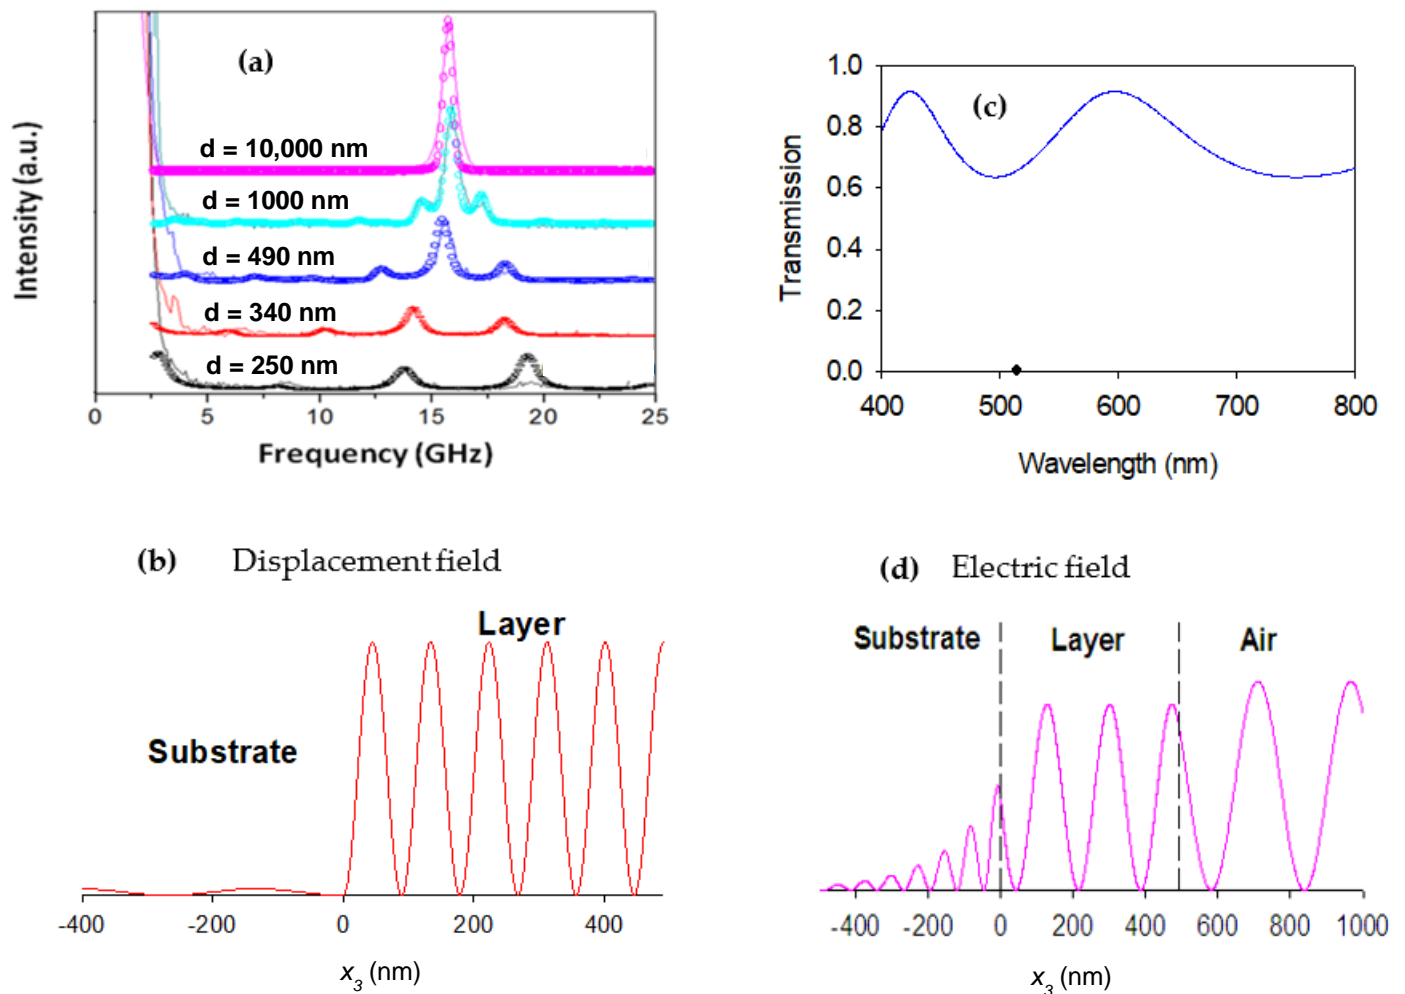 (a)
Intensity (a.u.)
d = 10,000 nm
d = 1000 nm
d = 490 nm
d = 340 nm
d = 250 nm
0 5 10 15 20 25
Frequency (GHz)
(c)
Transmission
1.0
0.8
0.6
0.4
0.2
0.0
400 500 600 700 800
Wavelength (nm)
(b) Displacement field
Layer
Substrate
-400 -200 0 200 400
x3 (nm)
(d) Electric field
Substrate Layer Air
-400 -200 0 200 400 600 800 1000
x3 (nm)